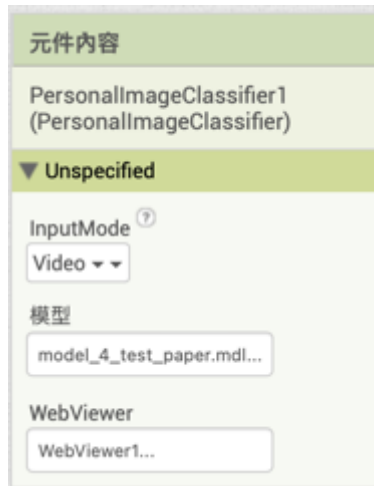 元件內容
PersonalImageClassifier1
(PersonalImageClassifier)
Unspecified
InputMode ?
Video
模型
model_4_test_paper.mdl...
WebViewer
WebViewer1...